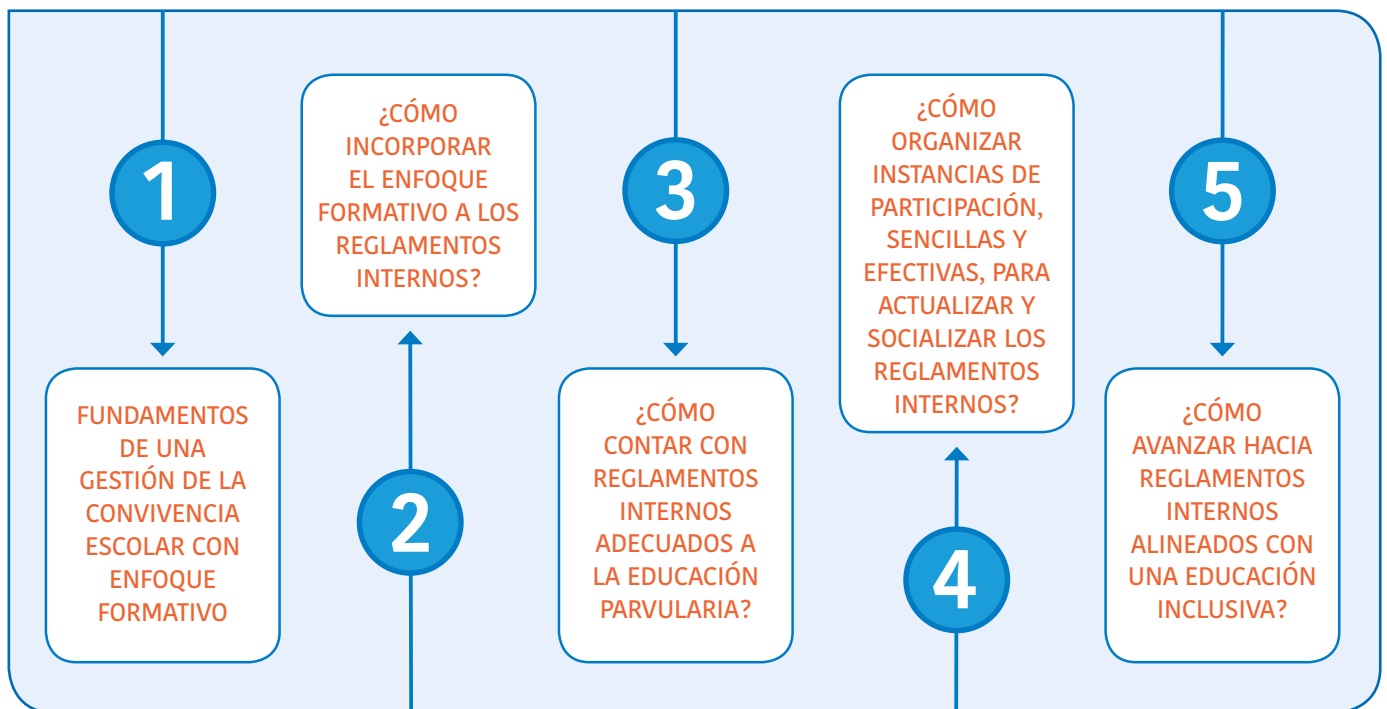 1
FUNDAMENTOS
DE UNA
GESTIÓN DE LA
CONVIVENCIA
ESCOLAR CON
ENFOQUE
FORMATIVO
¿CÓMO
INCORPORAR
EL ENFOQUE
FORMATIVO A LOS
REGLAMENTOS
INTERNOS?
2
3
¿CÓMO
CONTAR CON
REGLAMENTOS
INTERNOS
ADECUADOS A
LA EDUCACIÓN
PARVULARIA?
¿CÓMO
ORGANIZAR
INSTANCIAS DE
PARTICIPACIÓN,
SENCILLAS Y
EFECTIVAS, PARA
ACTUALIZAR Y
SOCIALIZAR LOS
REGLAMENTOS
INTERNOS?
4
5
¿CÓMO
AVANZAR HACIA
REGLAMENTOS
INTERNOS
ALINEADOS CON
UNA EDUCACIÓN
INCLUSIVA?